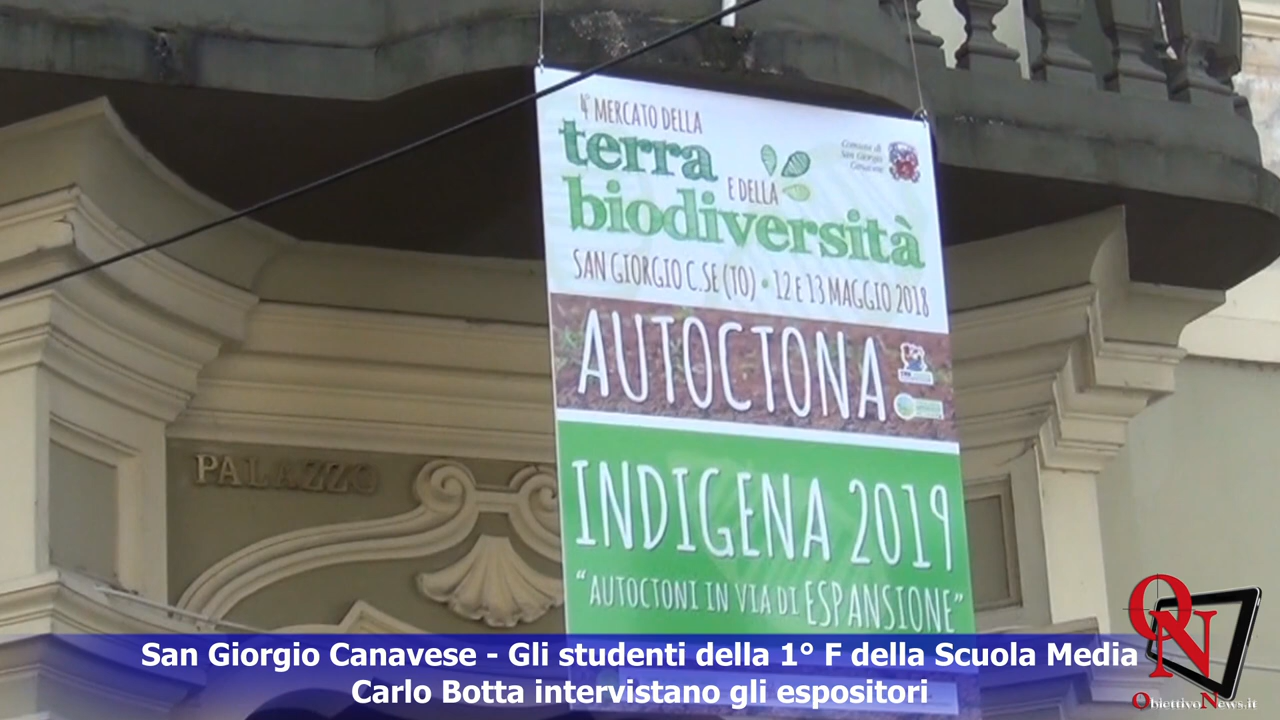 4° MERCATO DELLA
terra
E DELLA
biodiversità
Comune di
San Giorgio
Canavese
SAN GIORGIO C.SE (TO) • 12 E 13 MAGGIO 2018
AUTOCTONA
INDIGENA 2019
"AUTOCTONI IN VIA DI ESPANSIONE"
PALAZZO
San Giorgio Canavese - Gli studenti della 1° F della Scuola Media
Carlo Botta intervistano gli espositori
ON
ObiettivoNews.it